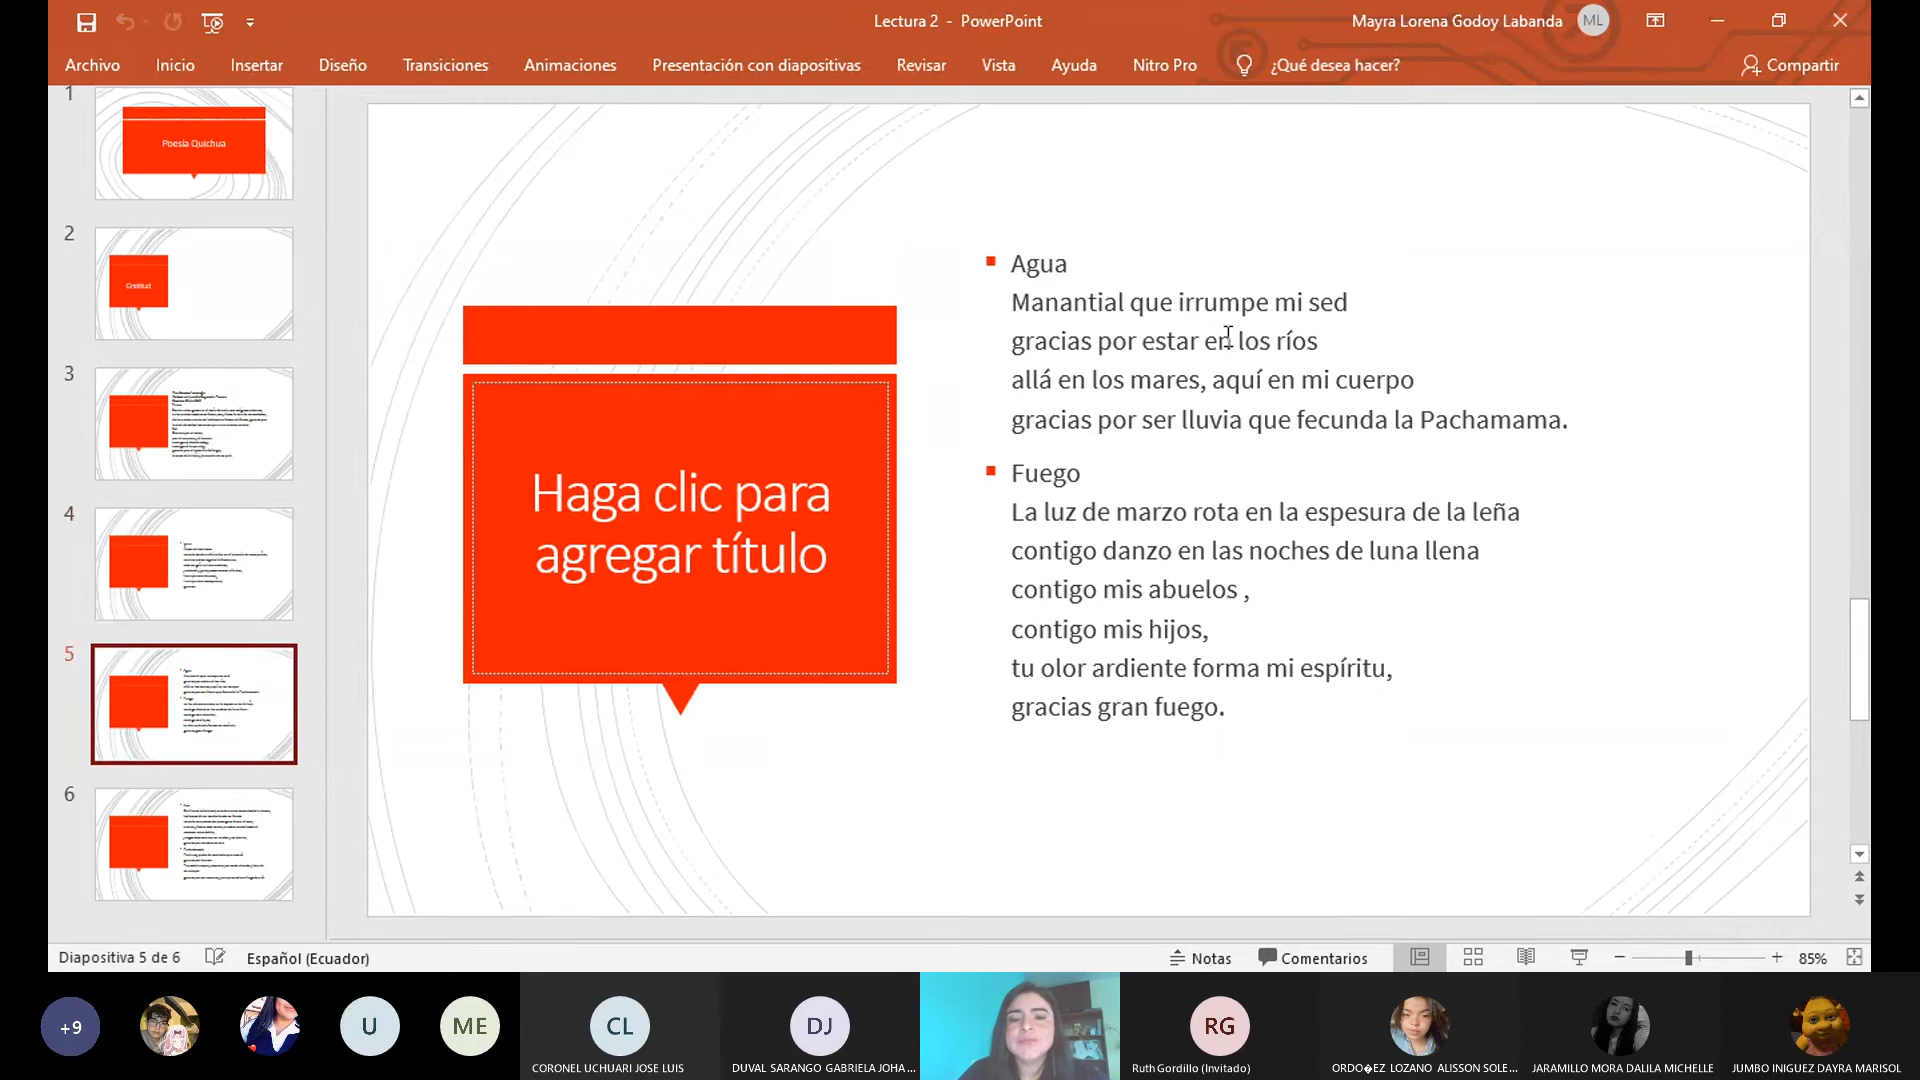 Lectura 2 - PowerPoint
Mayra Lorena Godoy Labanda
ML
Archivo
Inicio
Insertar
Diseño
Transiciones
Animaciones
Presentación con diapositivas
Revisar
Vista
Ayuda
Nitro Pro
¿Qué desea hacer?
Compartir
1
Poesía Quichua
2
Gratitud
3
4
5
6
Haga clic para
agregar título
Agua
Manantial que irrumpe mi sed
gracias por estar en los ríos
allá en los mares, aquí en mi cuerpo
gracias por ser lluvia que fecunda la Pachamama.
Fuego
La luz de marzo rota en la espesura de la leña
contigo danzo en las noches de luna llena
contigo mis abuelos ,
contigo mis hijos,
tu olor ardiente forma mi espíritu,
gracias gran fuego.
Diapositiva 5 de 6
Español (Ecuador)
Notas
Comentarios
85%
+9
U
ME
CL
CORONEL UCHUARI JOSE LUIS
DJ
DUVAL SARANGO GABRIELA JOHA ...
RG
Ruth Gordillo (Invitado)
ORDO�EZ LOZANO ALISSON SOLE...
JARAMILLO MORA DALILA MICHELLE
JUMBO INIGUEZ DAYRA MARISOL